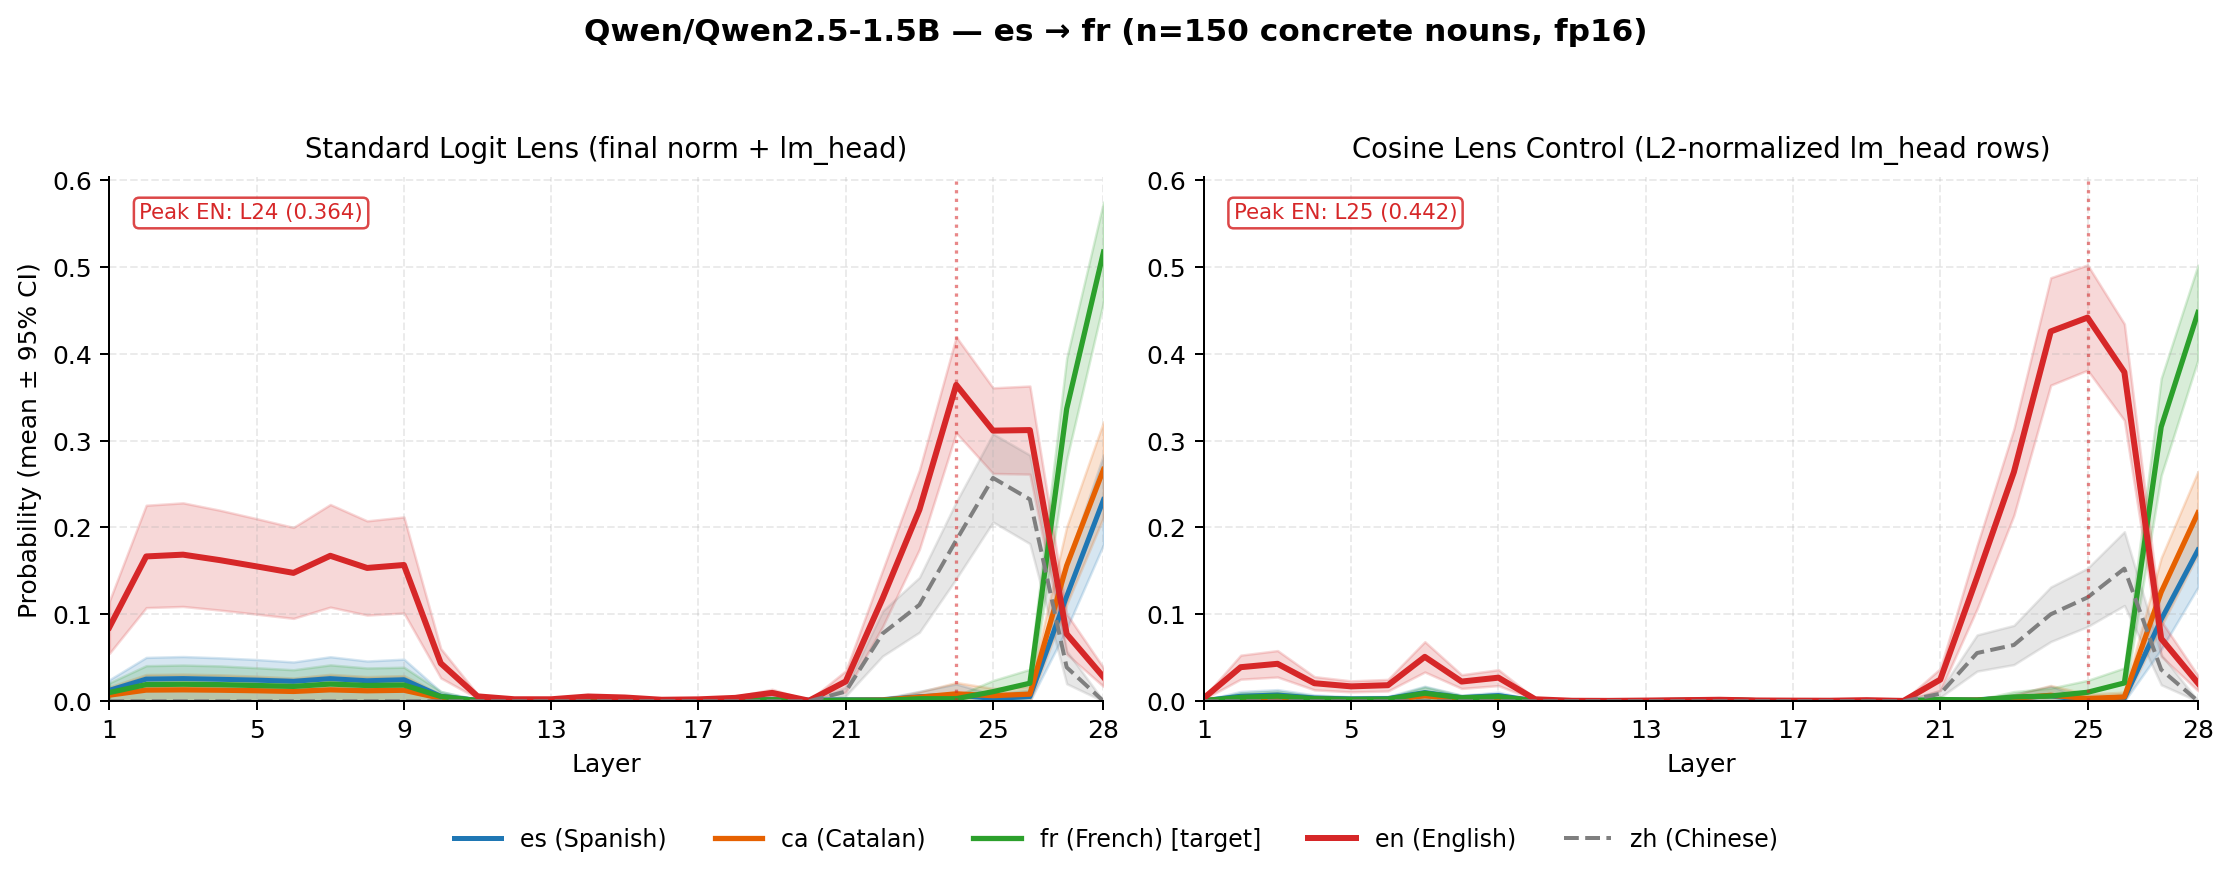 Qwen/Qwen2.5-1.5B — es → fr (n=150 concrete nouns, fp16)
Standard Logit Lens (final norm + lm_head)
Probability (mean ± 95% CI)
0.6
0.5
0.4
0.3
0.2
0.1
0.0
Peak EN: L24 (0.364)
1 5 9 13 17 21 25 28
Layer
Cosine Lens Control (L2-normalized lm_head rows)
0.6
0.5
0.4
0.3
0.2
0.1
0.0
Peak EN: L25 (0.442)
1 5 9 13 17 21 25 28
Layer
es (Spanish) ca (Catalan) fr (French) [target] en (English) zh (Chinese)